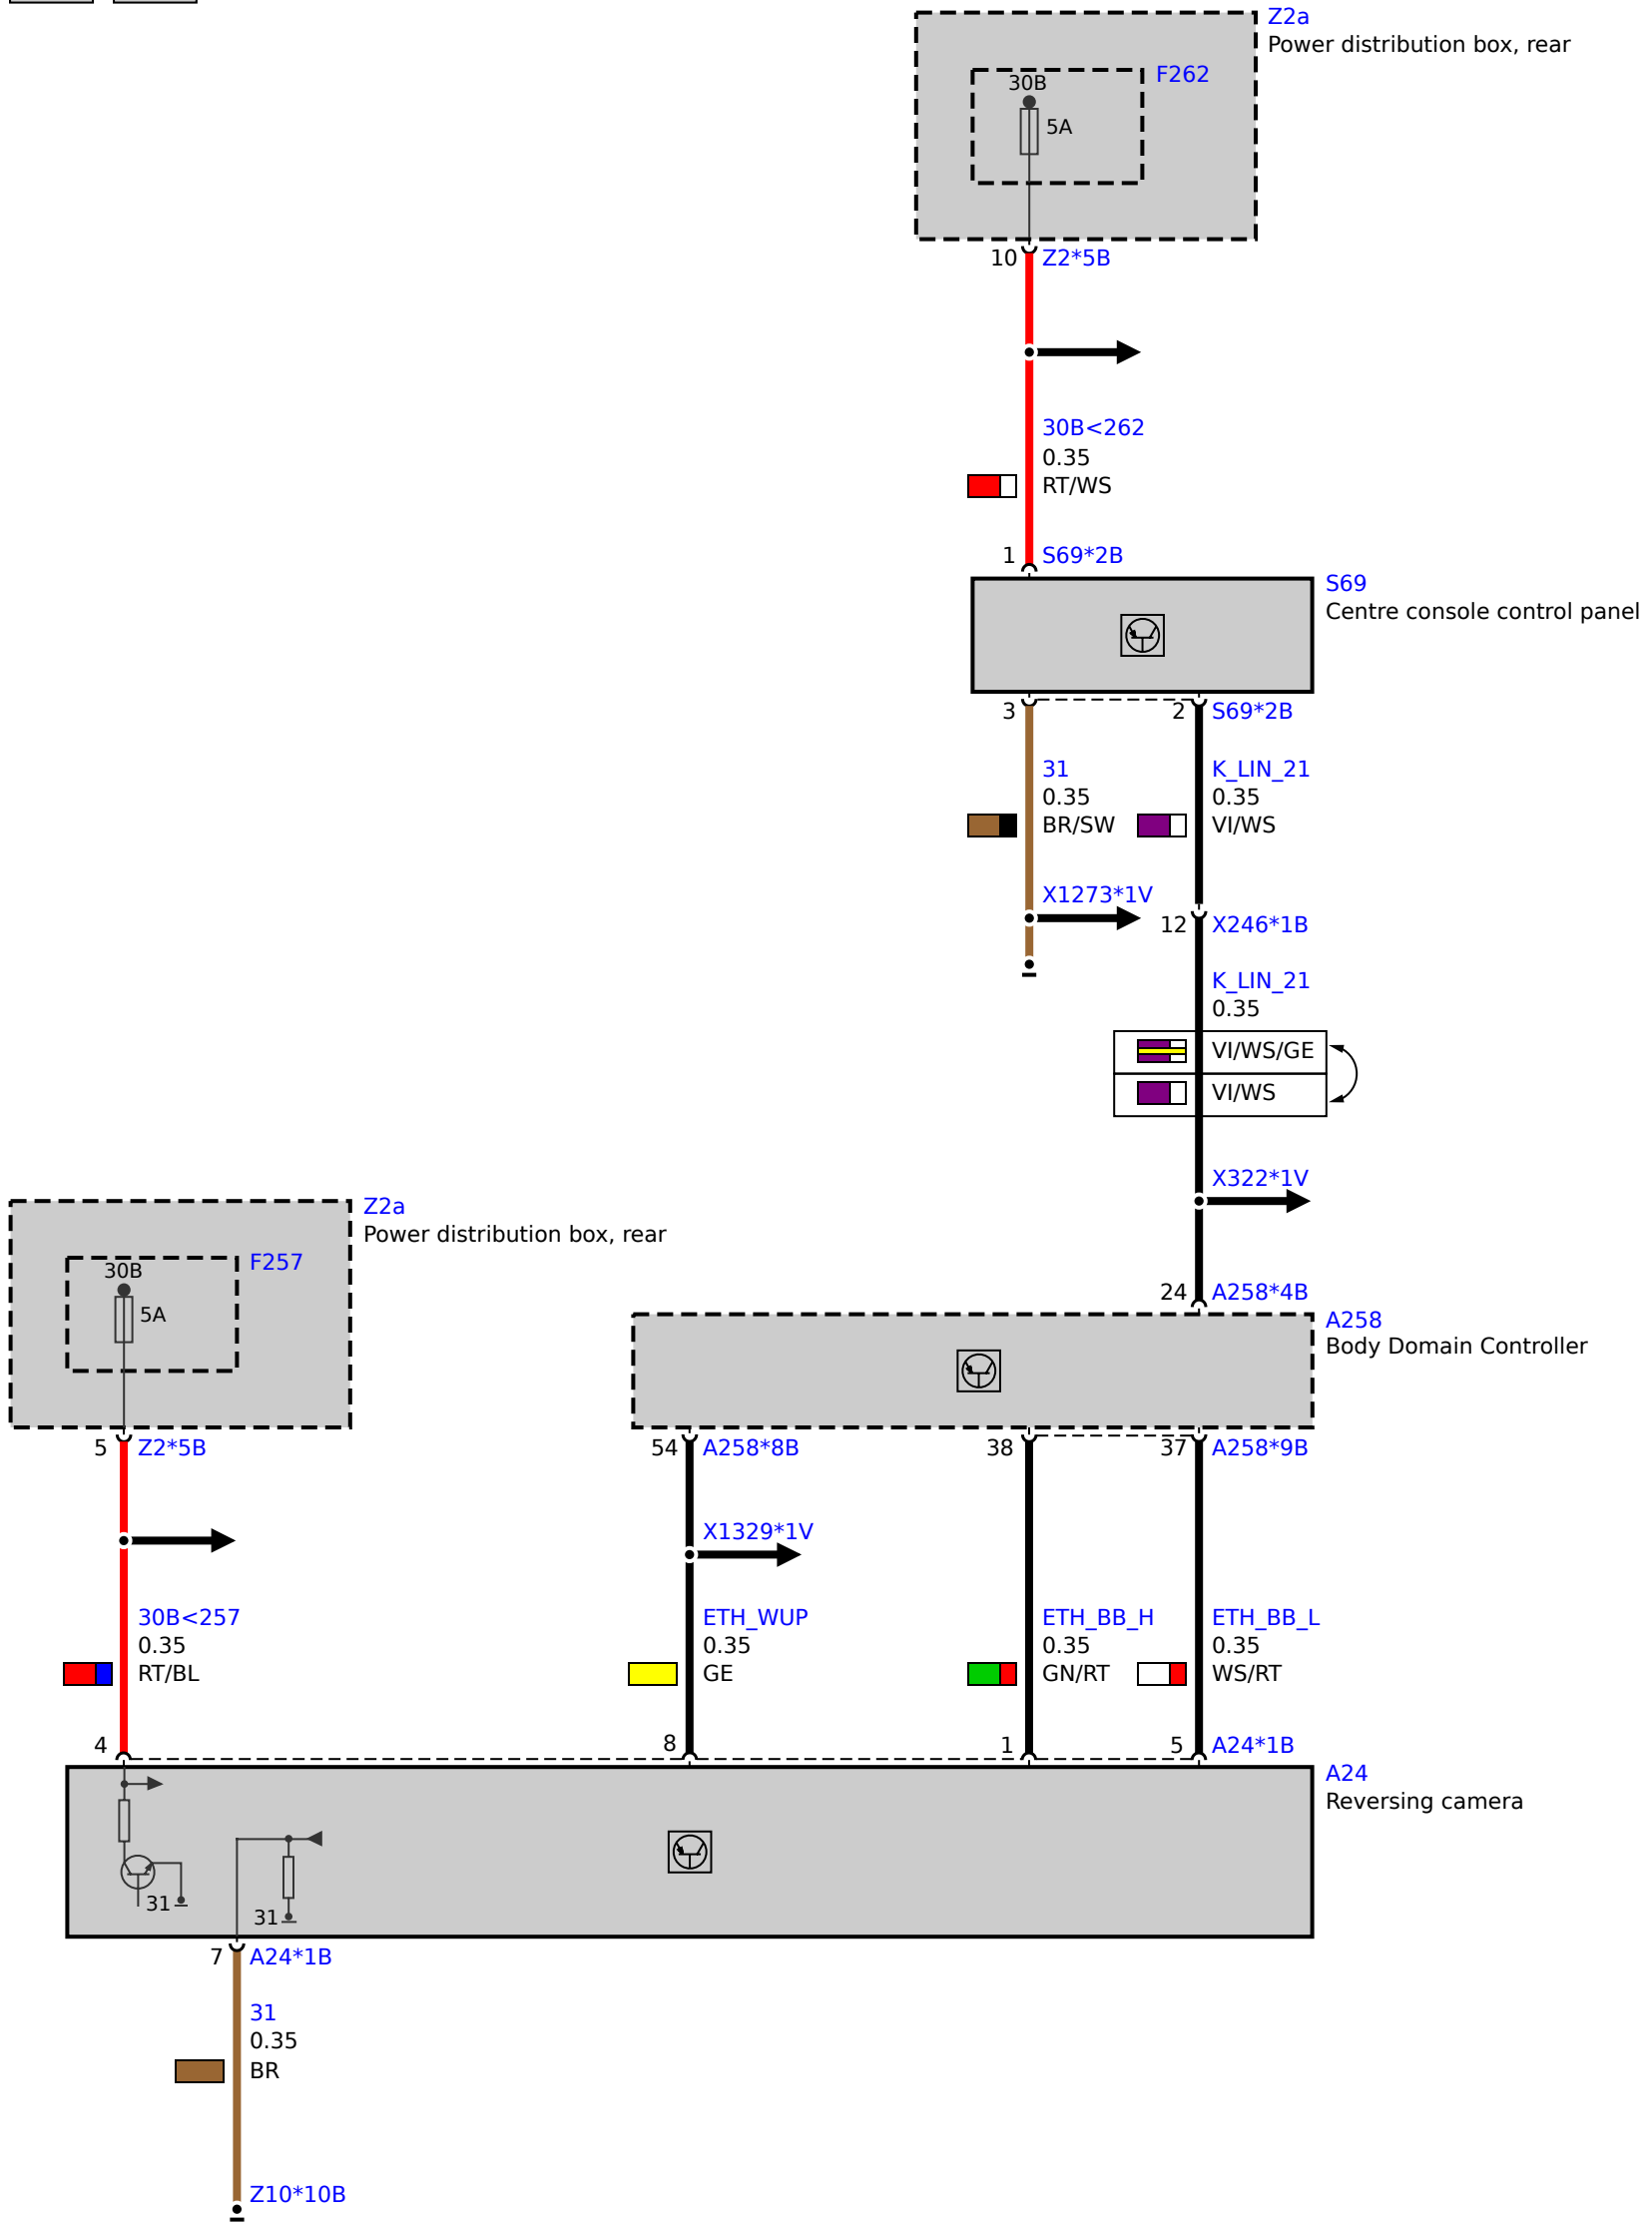 Z2a
Power distribution box, rear
F262
30B
5A
10 Z2*5B
30B<262
0.35
RT/WS
1 S69*2B
S69
Centre console control panel
3 2 S69*2B
31 K_LIN_21
0.35 0.35
BR/SW VI/WS
X1273*1V
12 X246*1B
K_LIN_21
0.35
VI/WS/GE
VI/WS
X322*1V
Z2a
Power distribution box, rear
F257
30B
5A
24 A258*4B
A258
Body Domain Controller
5 Z2*5B 54 A258*8B 38 37 A258*9B
X1329*1V
30B<257 ETH_WUP ETH_BB_H ETH_BB_L
0.35 0.35 0.35 0.35
RT/BL GE GN/RT WS/RT
4 8 1 5 A24*1B
A24
Reversing camera
31
31
7 A24*1B
31
0.35
BR
Z10*10B